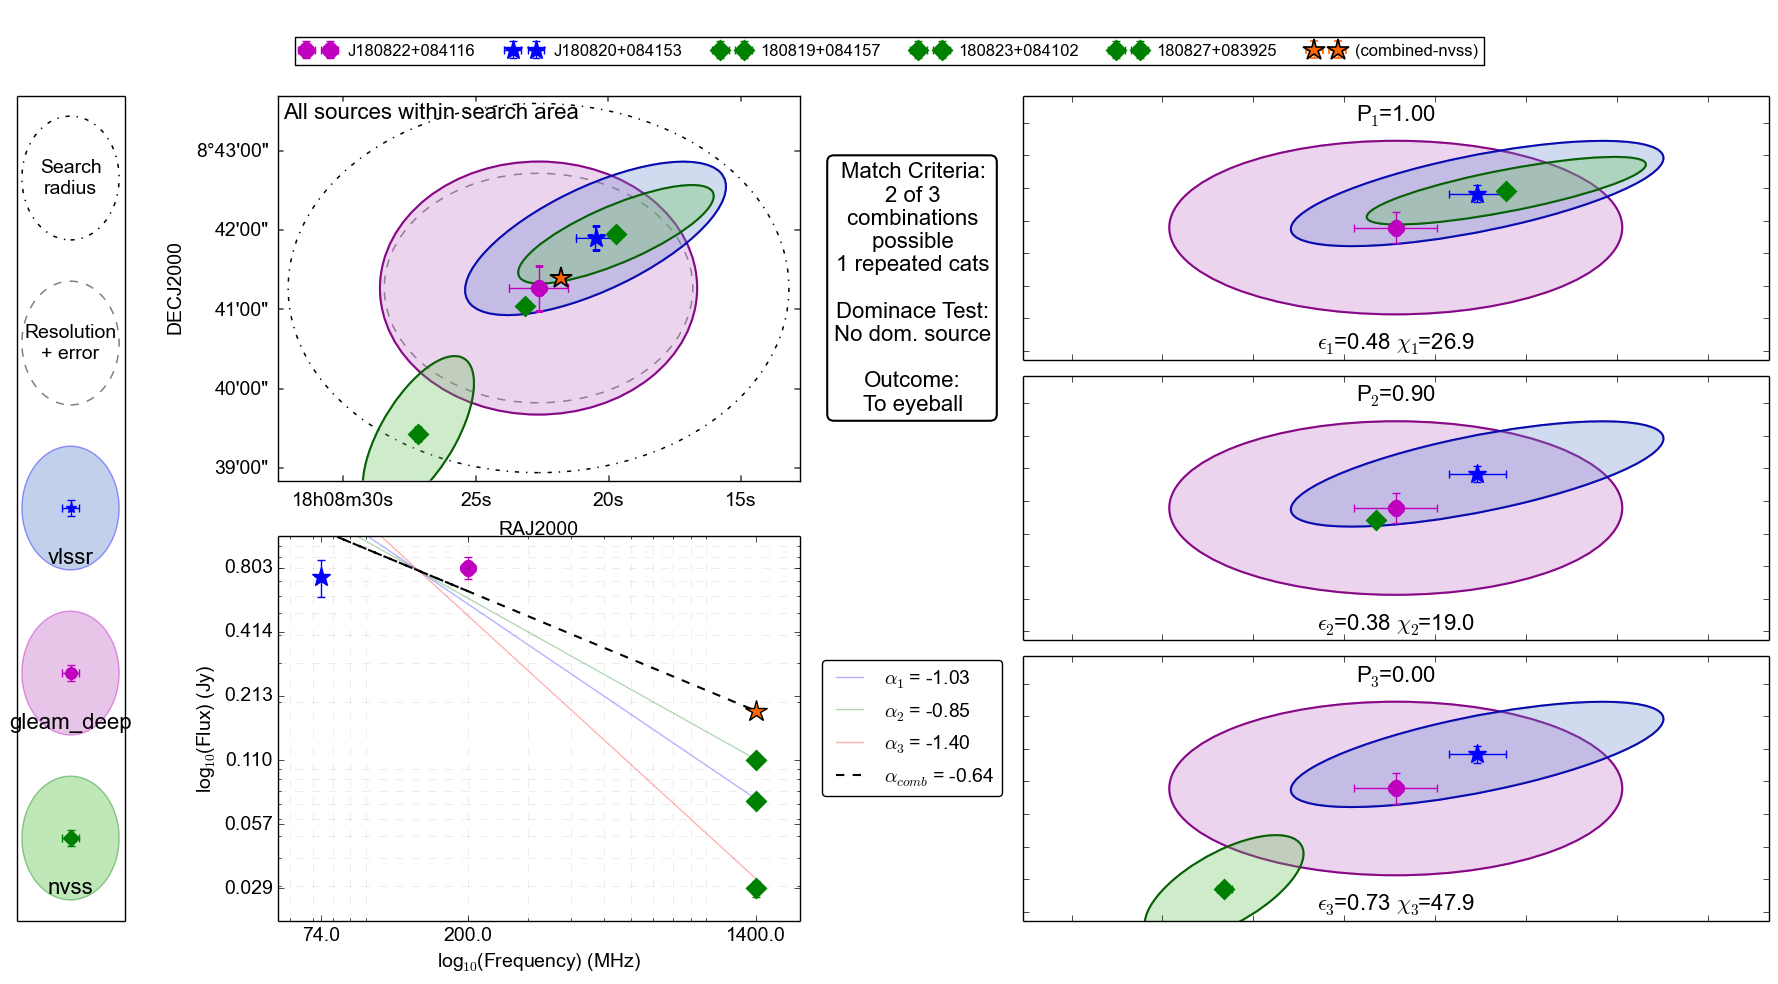 J180822+084116 J180820+084153 180819+084157 180823+084102 180827+083925 (combined-nvss)
Search
radius
Resolution
+ error
vlssr
gleam_deep
nvss
All sources within search area
DECJ2000
8°43'00"
42'00"
41'00"
40'00"
39'00"
18h08m30s 25s 20s 15s
RAJ2000
log10(Flux) (Jy)
0.803
0.414
0.213
0.110
0.057
0.029
74.0 200.0 1400.0
log10(Frequency) (MHz)
Match Criteria:
2 of 3
combinations
possible
1 repeated cats
Dominace Test:
No dom. source
Outcome:
To eyeball
α1 = -1.03
α2 = -0.85
α3 = -1.40
αcomb = -0.64
P1=1.00
ϵ1=0.48 χ1=26.9
P2=0.90
ϵ2=0.38 χ2=19.0
P3=0.00
ϵ3=0.73 χ3=47.9